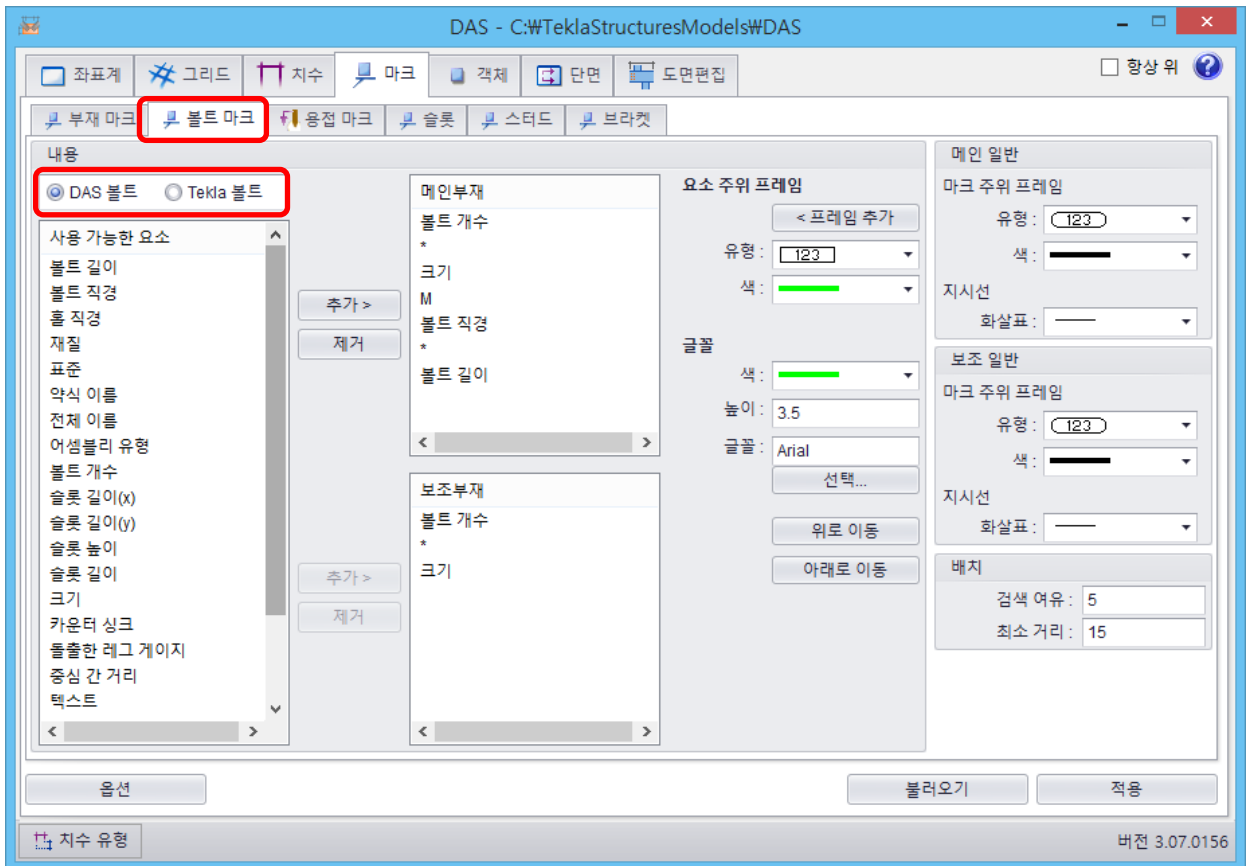 DAS - C:₩TeklaStructuresModels₩DAS
좌표계 그리드 치수 마크 객체 단면 도면편집 항상 위
부재 마크 볼트 마크 용접 마크 슬롯 스터드 브라켓
내용
DAS 볼트 Tekla 볼트
사용 가능한 요소
볼트 길이
볼트 직경
홀 직경
재질
표준
약식 이름
전체 이름
어셈블리 유형
볼트 개수
슬롯 길이(x)
슬롯 길이(y)
슬롯 높이
슬롯 길이
크기
카운터 싱크
돌출한 레그 게이지
중심 간 거리
텍스트
추가 >
제거
추가 >
제거
메인부재
볼트 개수
*
크기
M
볼트 직경
*
볼트 길이
보조부재
볼트 개수
*
크기
요소 주위 프레임
< 프레임 추가
유형 : 123
색 :
글꼴
색 :
높이 : 3.5
글꼴 : Arial
선택...
위로 이동
아래로 이동
메인 일반
마크 주위 프레임
유형 : 123
색 :
지시선
화살표 :
보조 일반
마크 주위 프레임
유형 : 123
색 :
지시선
화살표 :
배치
검색 여유 : 5
최소 거리 : 15
옵션 불러오기 적용
치수 유형 버전 3.07.0156